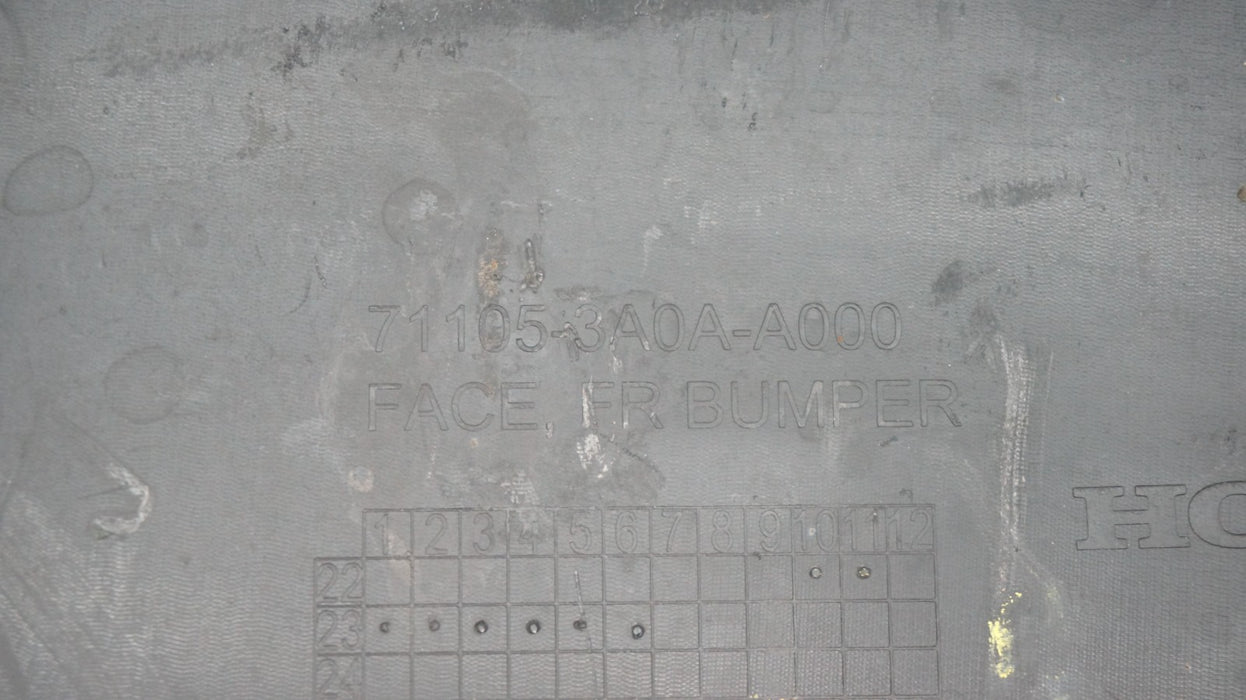 71105-3A0A-A000
FACE, FR BUMPER
HO
1 2 3 4 5 6 7 8 9 10 11 12
22
23
24